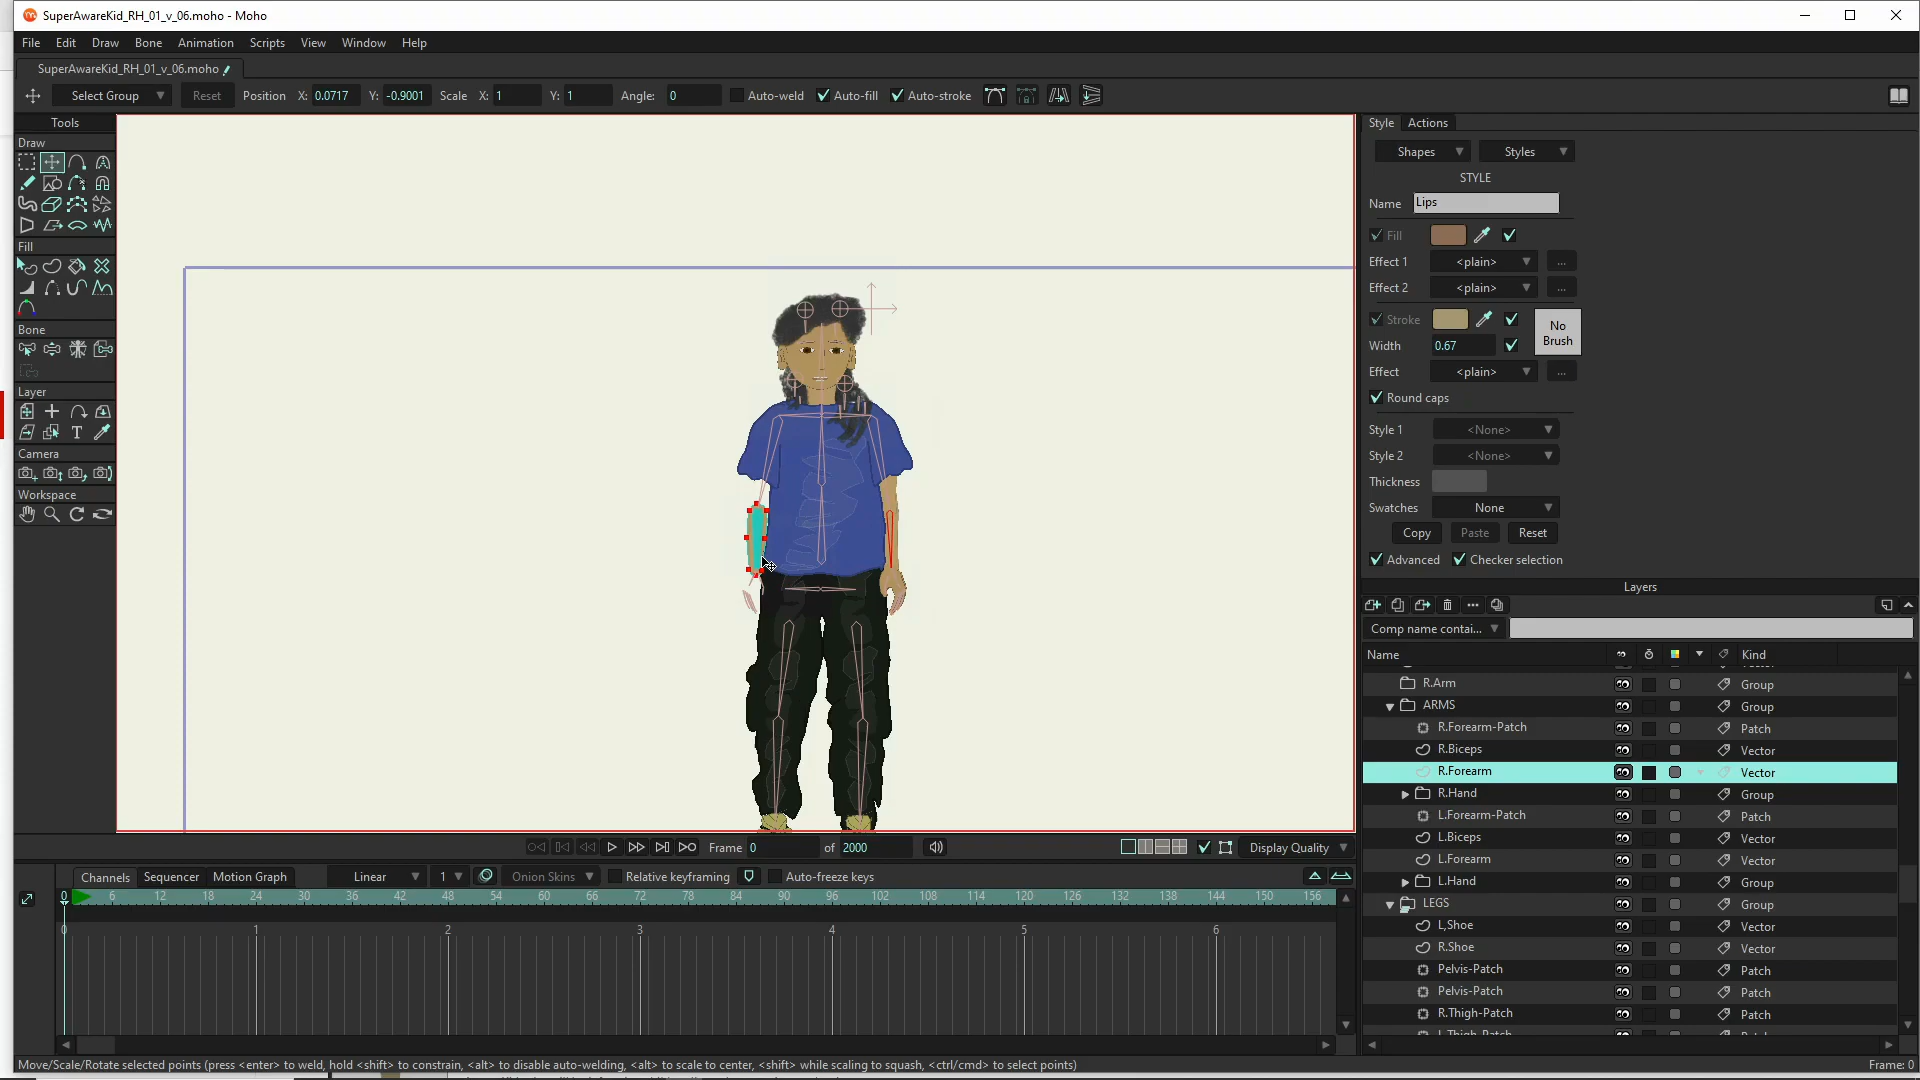 SuperAwareKid_RH_01_v_06.moho - Moho
File Edit Draw Bone Animation Scripts View Window Help
SuperAwareKid_RH_01_v_06.moho
Select Group Reset Position X: 0.0717 Y: -0.9001 Scale X: 1 Y: 1 Angle: 0 Auto-weld Auto-fill Auto-stroke
Tools
Draw
Fill
Bone
Layer
Camera
Workspace
Style Actions
Shapes Styles
STYLE
Name Lips
Fill
Effect 1 <plain> ...
Effect 2 <plain> ...
Stroke
No Brush
Width 0.67
Effect <plain> ...
Round caps
Style 1 <None>
Style 2 <None>
Thickness
Swatches None
Copy Paste Reset
Advanced Checker selection
Layers
Comp name contai...
Name Kind
R.Arm Group
ARMS Group
R.Forearm-Patch Patch
R.Biceps Vector
R.Forearm Vector
R.Hand Group
L.Forearm-Patch Patch
L.Biceps Vector
L.Forearm Vector
L.Hand Group
LEGS Group
L,Shoe Vector
R.Shoe Vector
Pelvis-Patch Patch
Pelvis-Patch Patch
R.Thigh-Patch Patch
L.Thigh-Patch
Frame 0 of 2000 Display Quality
Channels Sequencer Motion Graph Linear 1 Onion Skins Relative keyframing Auto-freeze keys
0 6 12 18 24 30 36 42 48 54 60 66 72 78 84 90 96 102 108 114 120 126 132 138 144 150 156
0 1 2 3 4 5 6
Move/Scale/Rotate selected points (press <enter> to weld, hold <shift> to constrain, <alt> to disable auto-welding, <alt> to scale to center, <shift> while scaling to squash, <ctrl/cmd> to select points) Frame: 0